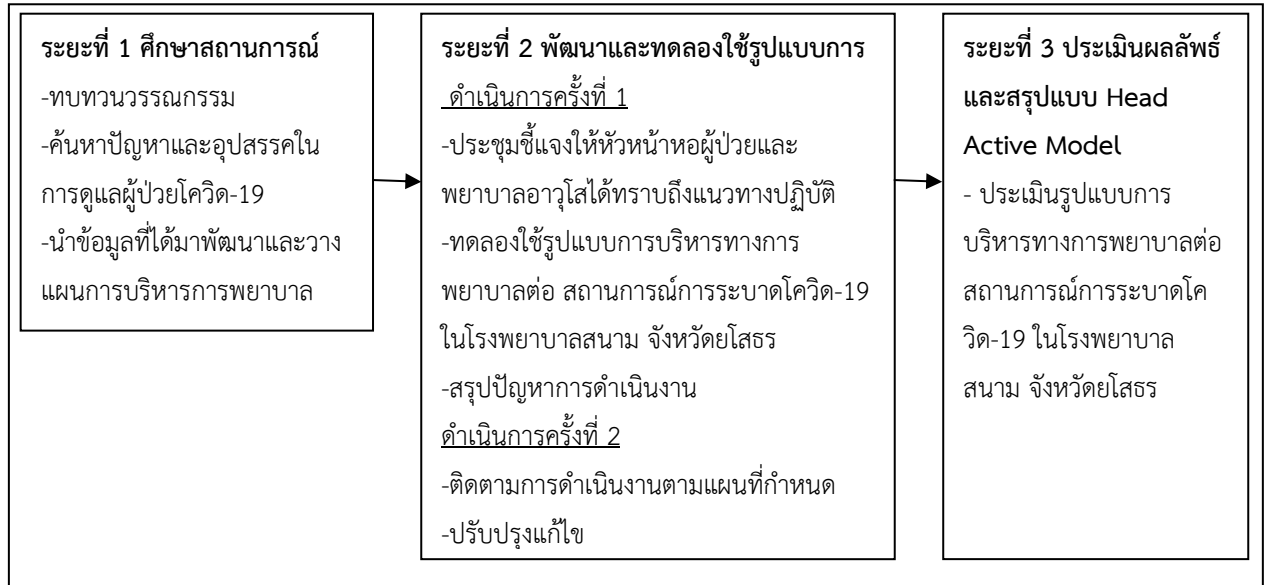 ระยะที่ 1 ศึกษาสถานการณ์
-ทบทวนวรรณกรรม
-ค้นหาปัญหาและอุปสรรคใน
การดูแลผู้ป่วยโควิด-19
-นำข้อมูลที่ได้มาพัฒนาและวาง
แผนการบริหารการพยาบาล
ระยะที่ 2 พัฒนาและทดลองใช้รูปแบบการ
ดำเนินการครั้งที่ 1
-ประชุมชี้แจงให้หัวหน้าหอผู้ป่วยและ
พยาบาลอาวุโสได้ทราบถึงแนวทางปฏิบัติ
-ทดลองใช้รูปแบบการบริหารทางการ
พยาบาลต่อ สถานการณ์การระบาดโควิด-19
ในโรงพยาบาลสนาม จังหวัดยโสธร
-สรุปปัญหาการดำเนินงาน
ดำเนินการครั้งที่ 2
-ติดตามการดำเนินงานตามแผนที่กำหนด
-ปรับปรุงแก้ไข
ระยะที่ 3 ประเมินผลลัพธ์
และสรุปแบบ Head
Active Model
- ประเมินรูปแบบการ
บริหารทางการพยาบาลต่อ
สถานการณ์การระบาดโค
วิด-19 ในโรงพยาบาล
สนาม จังหวัดยโสธร